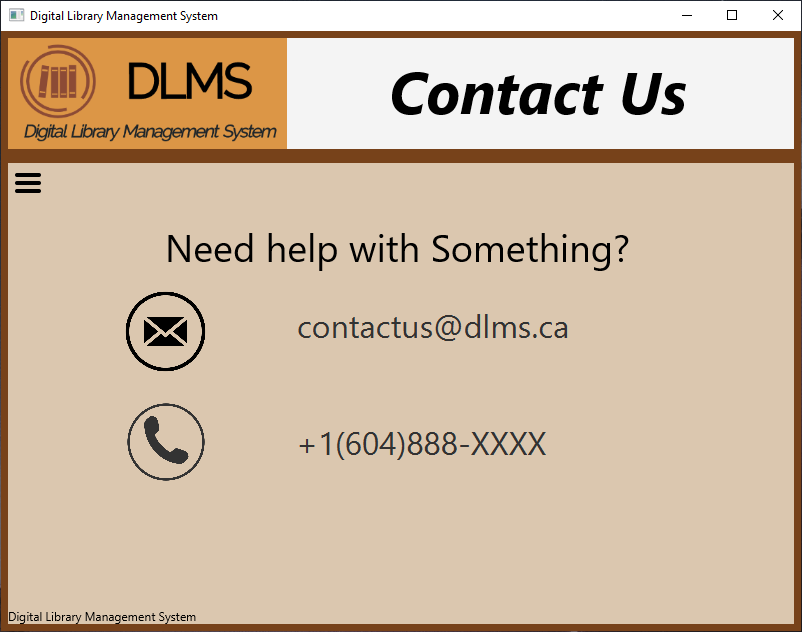 Digital Library Management System
DLMS
Digital Library Management System
Contact Us
Need help with Something?
contactus@dlms.ca
+1(604)888-XXXX
Digital Library Management System